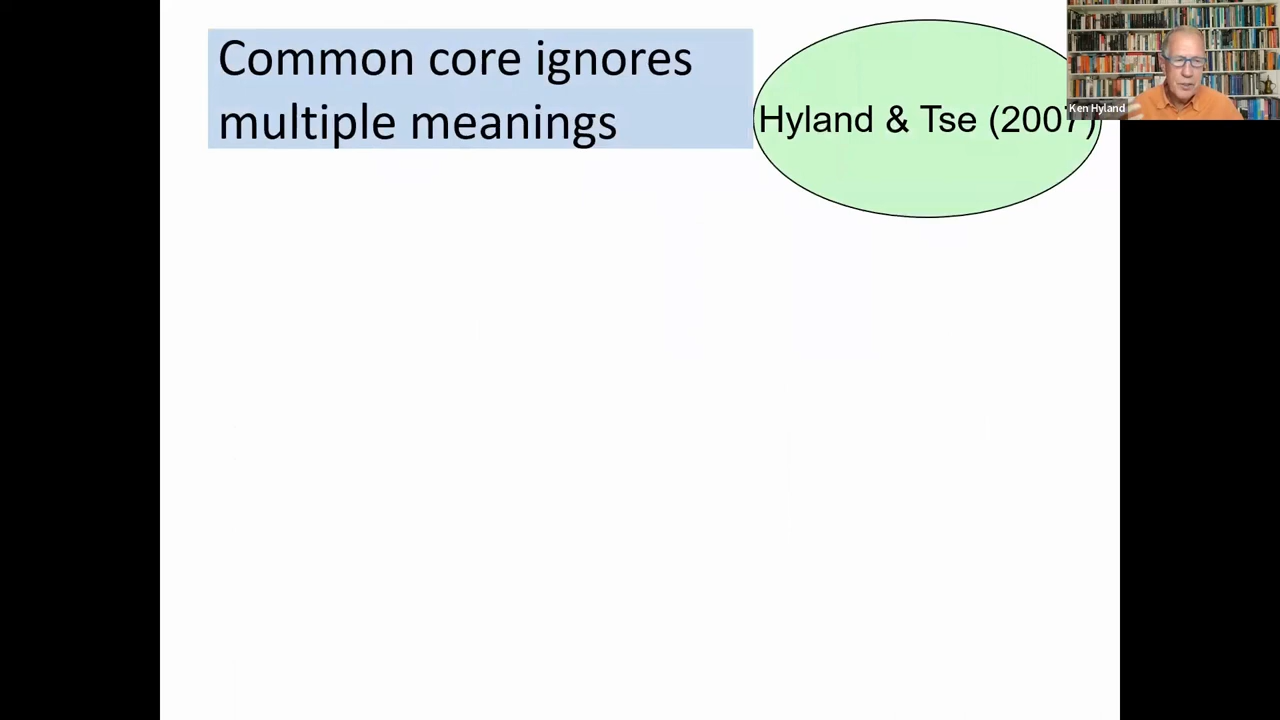 Common core ignores
multiple meanings
Hyland & Tse (2007)
Ken Hyland